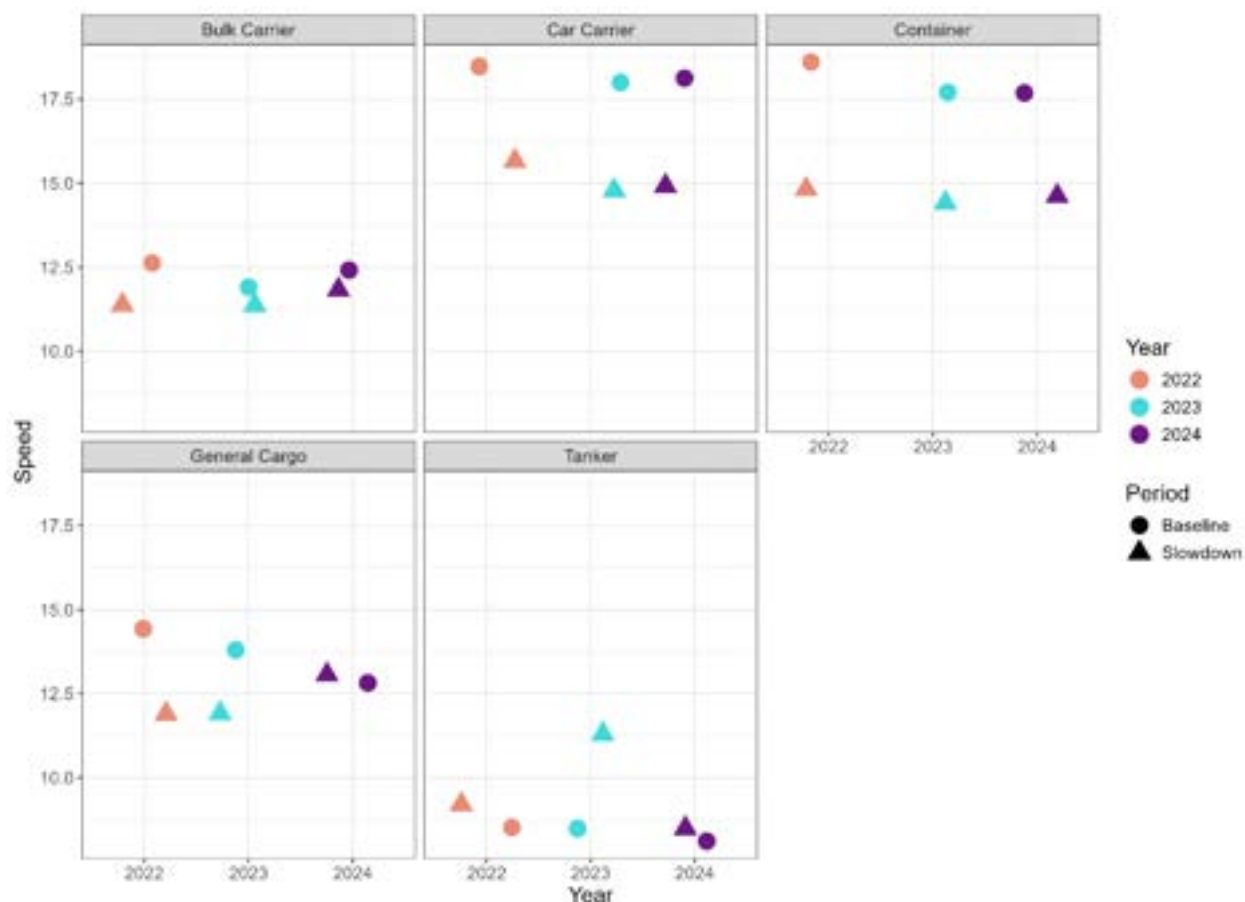 Bulk Carrier
Car Carrier
Container
17.5
15.0
12.5
10.0
2022
2023
2024
General Cargo
Tanker
17.5
15.0
12.5
10.0
2022
2023
2024
2022
2023
2024
Speed
Year
Year
2022
2023
2024
Period
Baseline
Slowdown